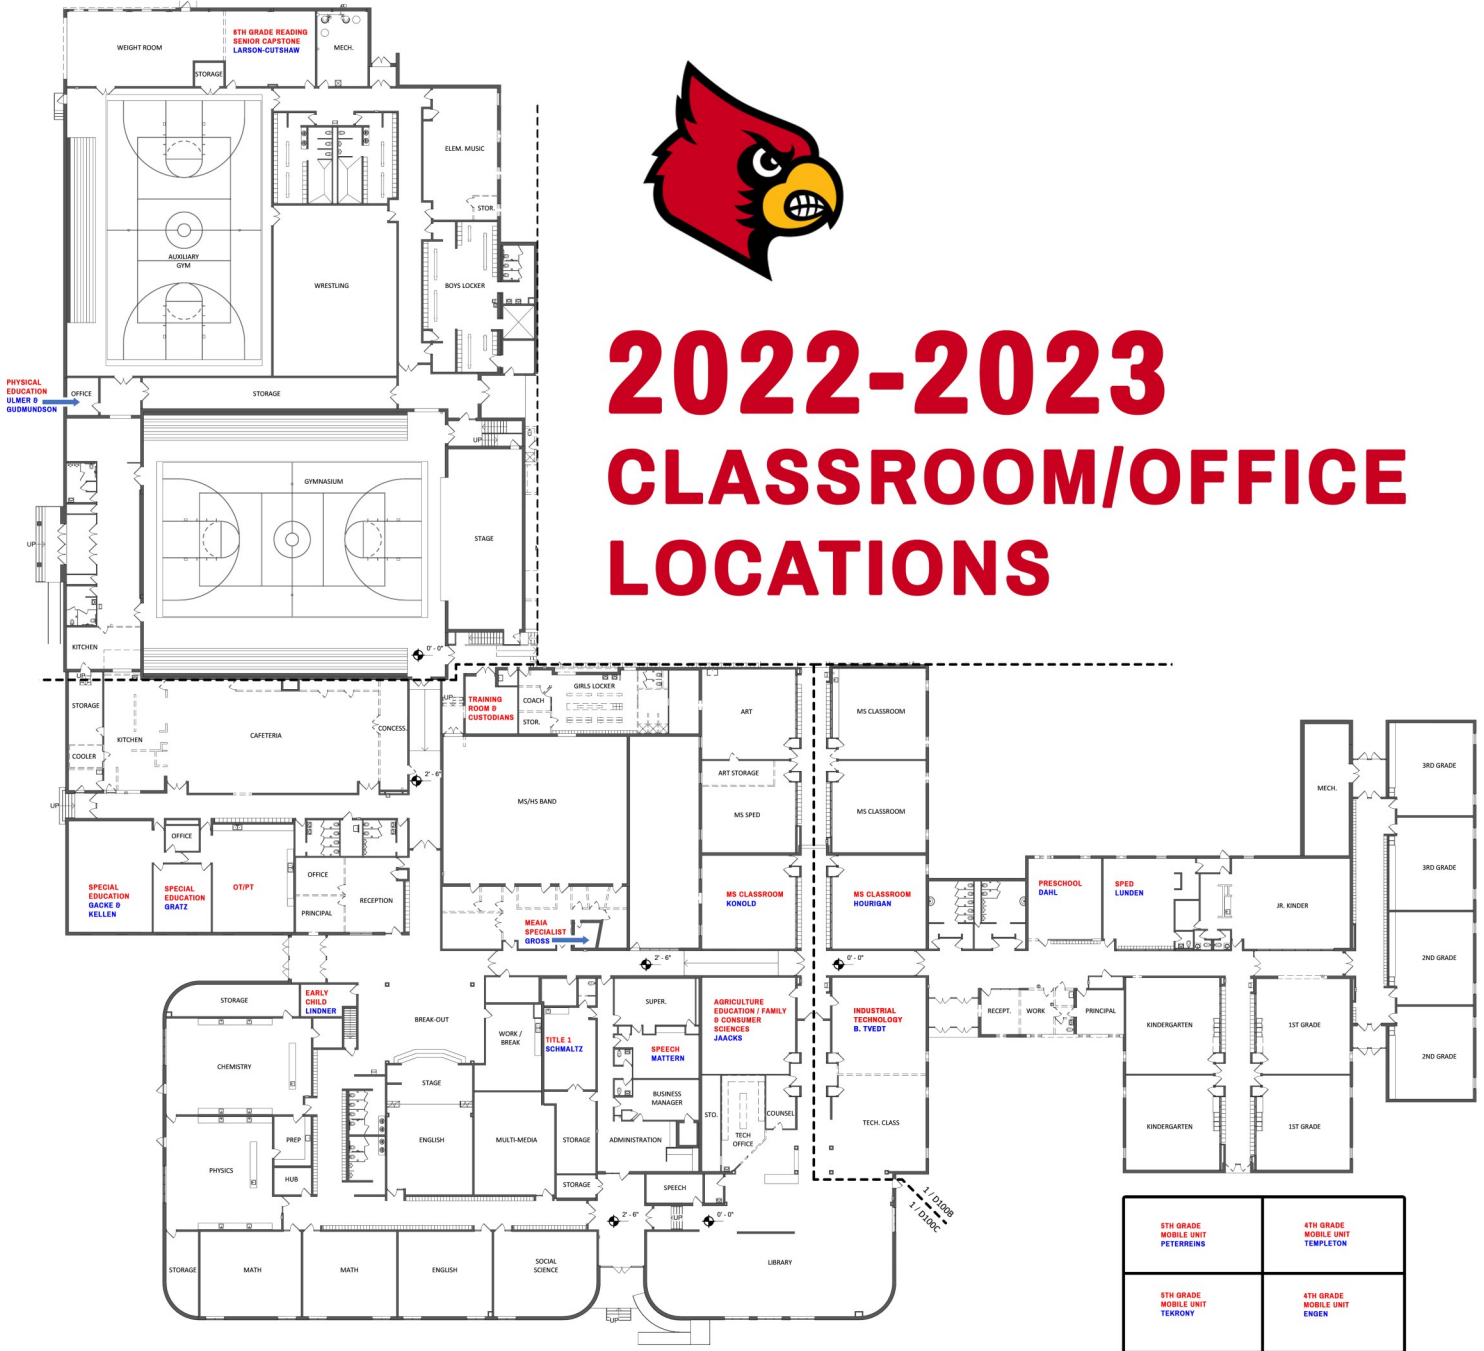 WEIGHT ROOM
6TH GRADE READING
SENIOR CAPSTONE
LARSON-CUTSHAW
MECH.
STORAGE
ELEM. MUSIC
STOR.
AUXILIARY
GYM
WRESTLING
BOYS LOCKER
PHYSICAL
EDUCATION
ULMER &
GUDMUNDSON
OFFICE
STORAGE
UP
GYMNASIUM
STAGE
UP
KITCHEN
0' - 0"
UP
2022-2023
CLASSROOM/OFFICE
LOCATIONS
STORAGE
KITCHEN
COOLER
CAFETERIA
CONCESS.
2' - 6"
UP
UP
TRAINING
ROOM &
CUSTODIANS
COACH
STOR.
GIRLS LOCKER
ART
MS CLASSROOM
ART STORAGE
MS SPED
MS CLASSROOM
MS/HS BAND
MECH.
3RD GRADE
3RD GRADE
2ND GRADE
2ND GRADE
OFFICE
SPECIAL
EDUCATION
GACKE &
KELLEN
SPECIAL
EDUCATION
GRATZ
OT/PT
OFFICE
PRINCIPAL
RECEPTION
MEAIA
SPECIALIST
GROSS
MS CLASSROOM
KONOLD
MS CLASSROOM
HOURIGAN
PRESCHOOL
DAHL
SPED
LUNDEN
JR. KINDER
2' - 6"
0' - 0"
STORAGE
EARLY
CHILD
LINDNER
BREAK-OUT
WORK /
BREAK
TITLE 1
SCHMALTZ
SUPER.
SPEECH
MATTERN
BUSINESS
MANAGER
ADMINISTRATION
AGRICULTURE
EDUCATION / FAMILY
& CONSUMER
SCIENCES
JAACKS
INDUSTRIAL
TECHNOLOGY
B. TVEDT
RECEPT.
WORK
PRINCIPAL
KINDERGARTEN
1ST GRADE
CHEMISTRY
STAGE
ENGLISH
MULTI-MEDIA
STORAGE
STO.
TECH
OFFICE
COUNSEL
TECH. CLASS
KINDERGARTEN
1ST GRADE
PREP
PHYSICS
HUB
STORAGE
SPEECH
2' - 6"
UP
0' - 0"
1 / D100B
1 / D100C
STORAGE
MATH
MATH
ENGLISH
SOCIAL
SCIENCE
LIBRARY
UP
5TH GRADE
MOBILE UNIT
PETERREINS
4TH GRADE
MOBILE UNIT
TEMPLETON
5TH GRADE
MOBILE UNIT
TEKRONY
4TH GRADE
MOBILE UNIT
ENGEN